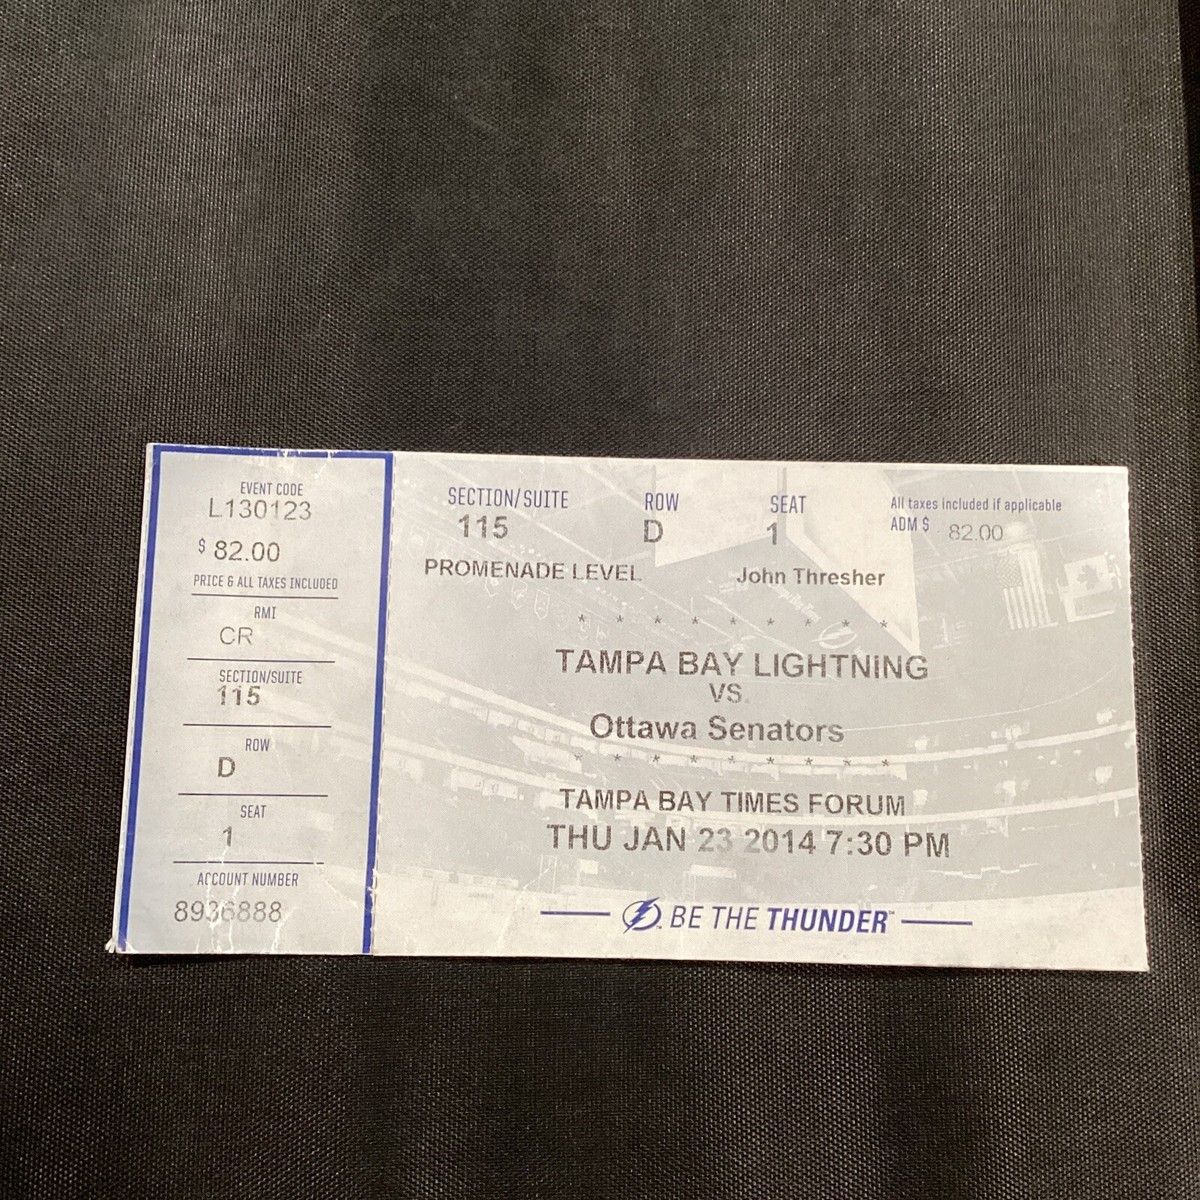 EVENT CODE
L130123
$ 82.00
PRICE & ALL TAXES INCLUDED
RMI
CR
SECTION/SUITE
115
ROW
D
SEAT
1
ACCOUNT NUMBER
8936888
SECTION/SUITE ROW SEAT All taxes included if applicable
115 D 1 ADM $ 82.00
PROMENADE LEVEL John Thresher
* * * * * * * * *
TAMPA BAY LIGHTNING
VS.
Ottawa Senators
* * * * * * * * *
TAMPA BAY TIMES FORUM
THU JAN 23 2014 7:30 PM
BE THE THUNDER™